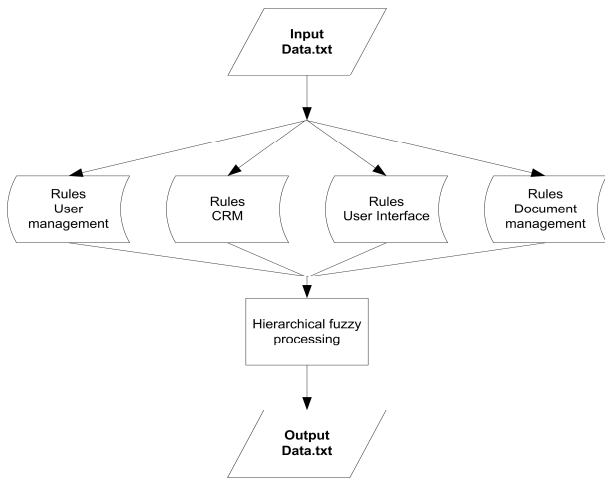 Input
Data.txt
Rules
User
management
Rules
CRM
Rules
User Interface
Rules
Document
management
Hierarchical fuzzy
processing
Output
Data.txt